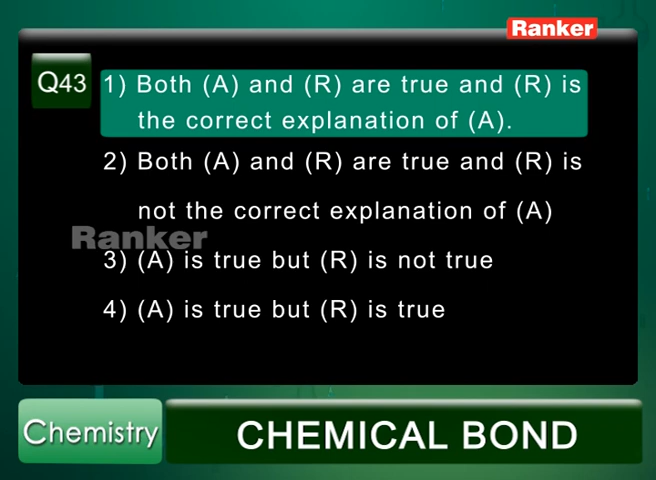 Ranker
Q43
1) Both (A) and (R) are true and (R) is
the correct explanation of (A).
2) Both (A) and (R) are true and (R) is
not the correct explanation of (A)
Ranker
3) (A) is true but (R) is not true
4) (A) is true but (R) is true
Chemistry
CHEMICAL BOND